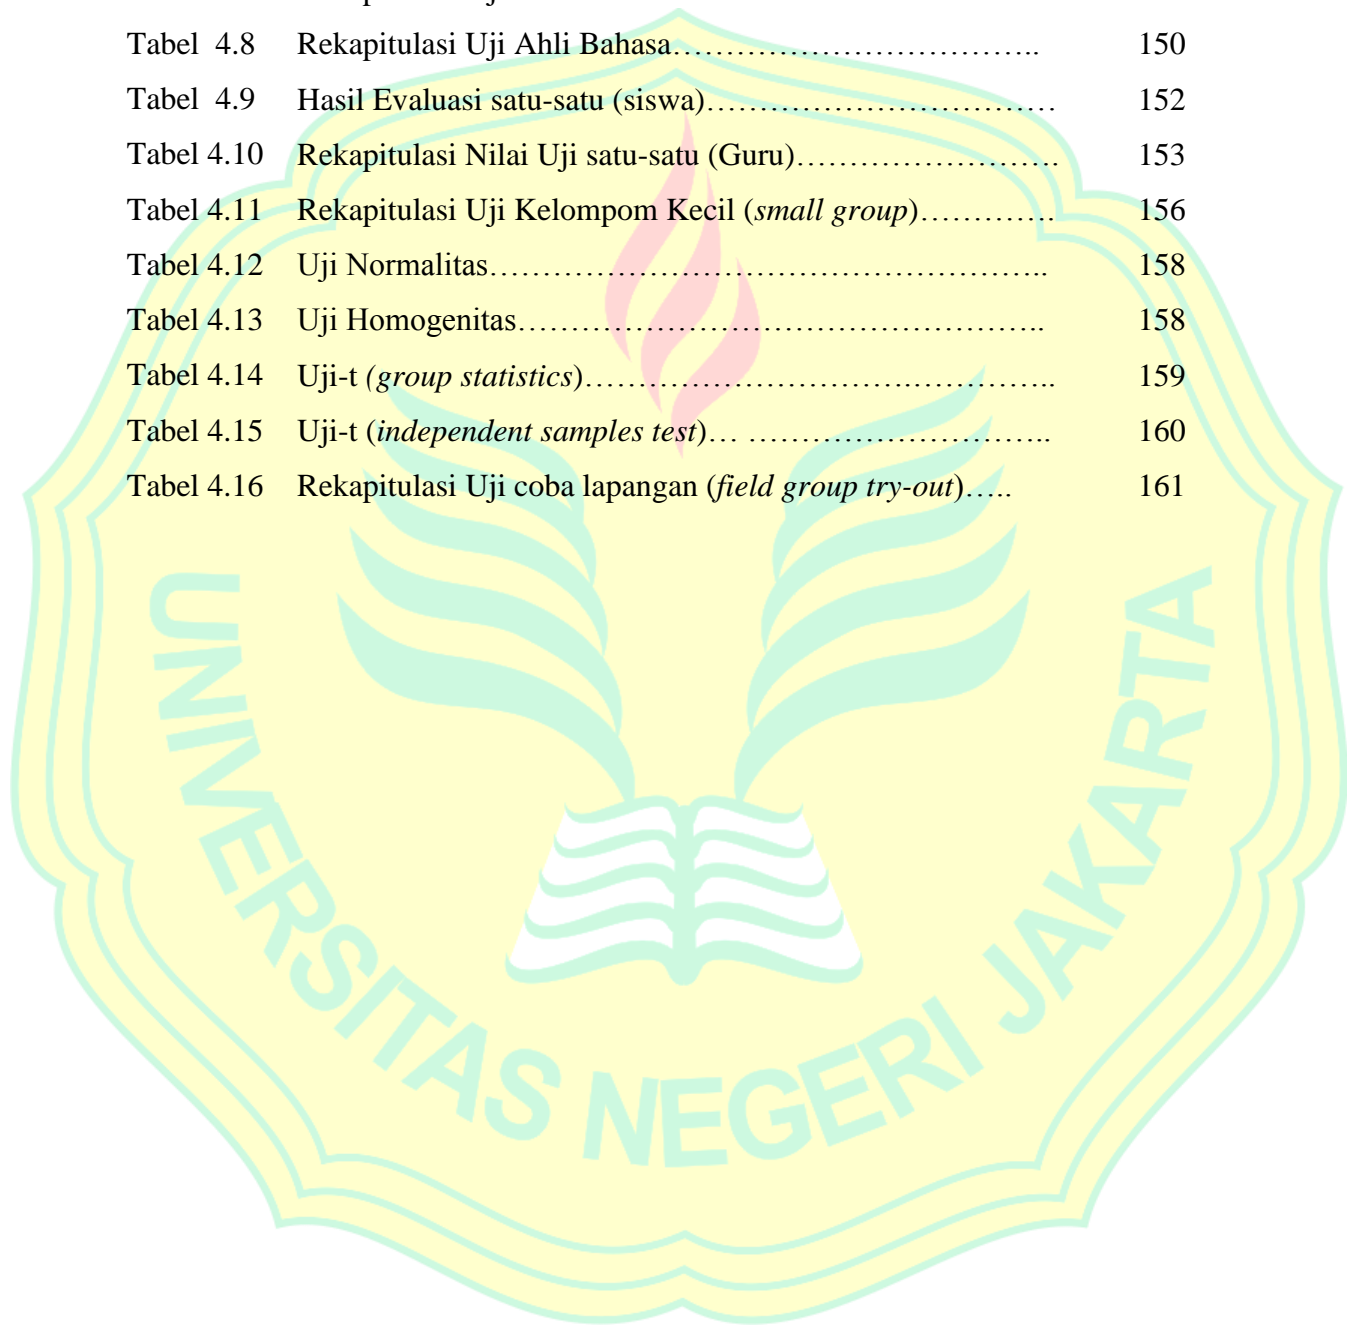 Tabel 4.8 Rekapitulasi Uji Ahli Bahasa…………….………………….. 150
Tabel 4.9 Hasil Evaluasi satu-satu (siswa)………………………………… 152
Tabel 4.10 Rekapitulasi Nilai Uji satu-satu (Guru)………………………. 153
Tabel 4.11 Rekapitulasi Uji Kelompom Kecil (small group)…………. 156
Tabel 4.12 Uji Normalitas……………………………………………….. 158
Tabel 4.13 Uji Homogenitas…………………………………………….. 158
Tabel 4.14 Uji-t (group statistics)…………………………….………….. 159
Tabel 4.15 Uji-t (independent samples test)… ……………………….. 160
Tabel 4.16 Rekapitulasi Uji coba lapangan (field group try-out)….. 161
UNIVERSITAS NEGERI JAKARTA